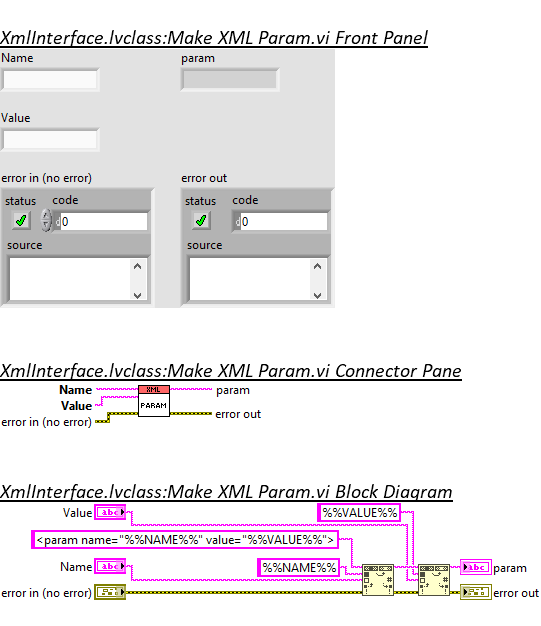 XmlInterface.lvclass:Make XML Param.vi Front Panel
Name param
Value
error in (no error) error out
status code status code
0 0
source source
XmlInterface.lvclass:Make XML Param.vi Connector Pane
Name XML param
Value PARAM
error in (no error) error out
XmlInterface.lvclass:Make XML Param.vi Block Diagram
Value abc %%VALUE%%
<param name="%%NAME%%" value="%%VALUE%%">
Name abc %%NAME%% abc param
error in (no error) error out